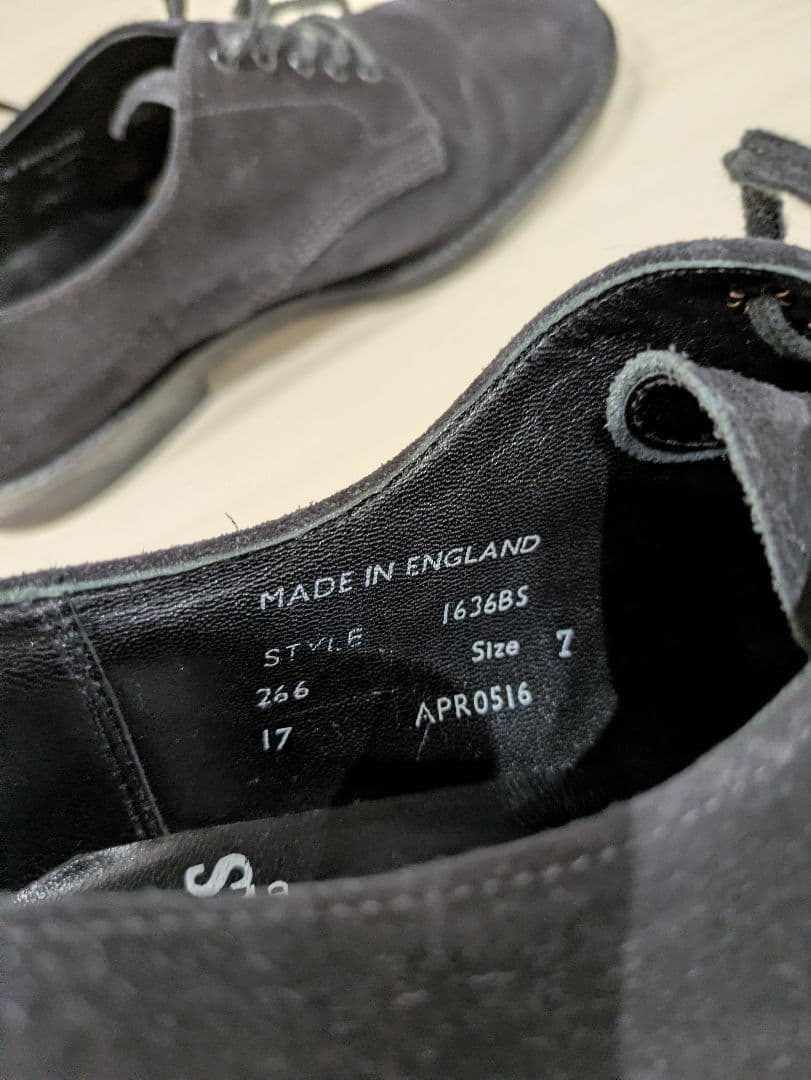 MADE IN ENGLAND
STYLE 1636BS
266 Size 7
17 APR0516
S